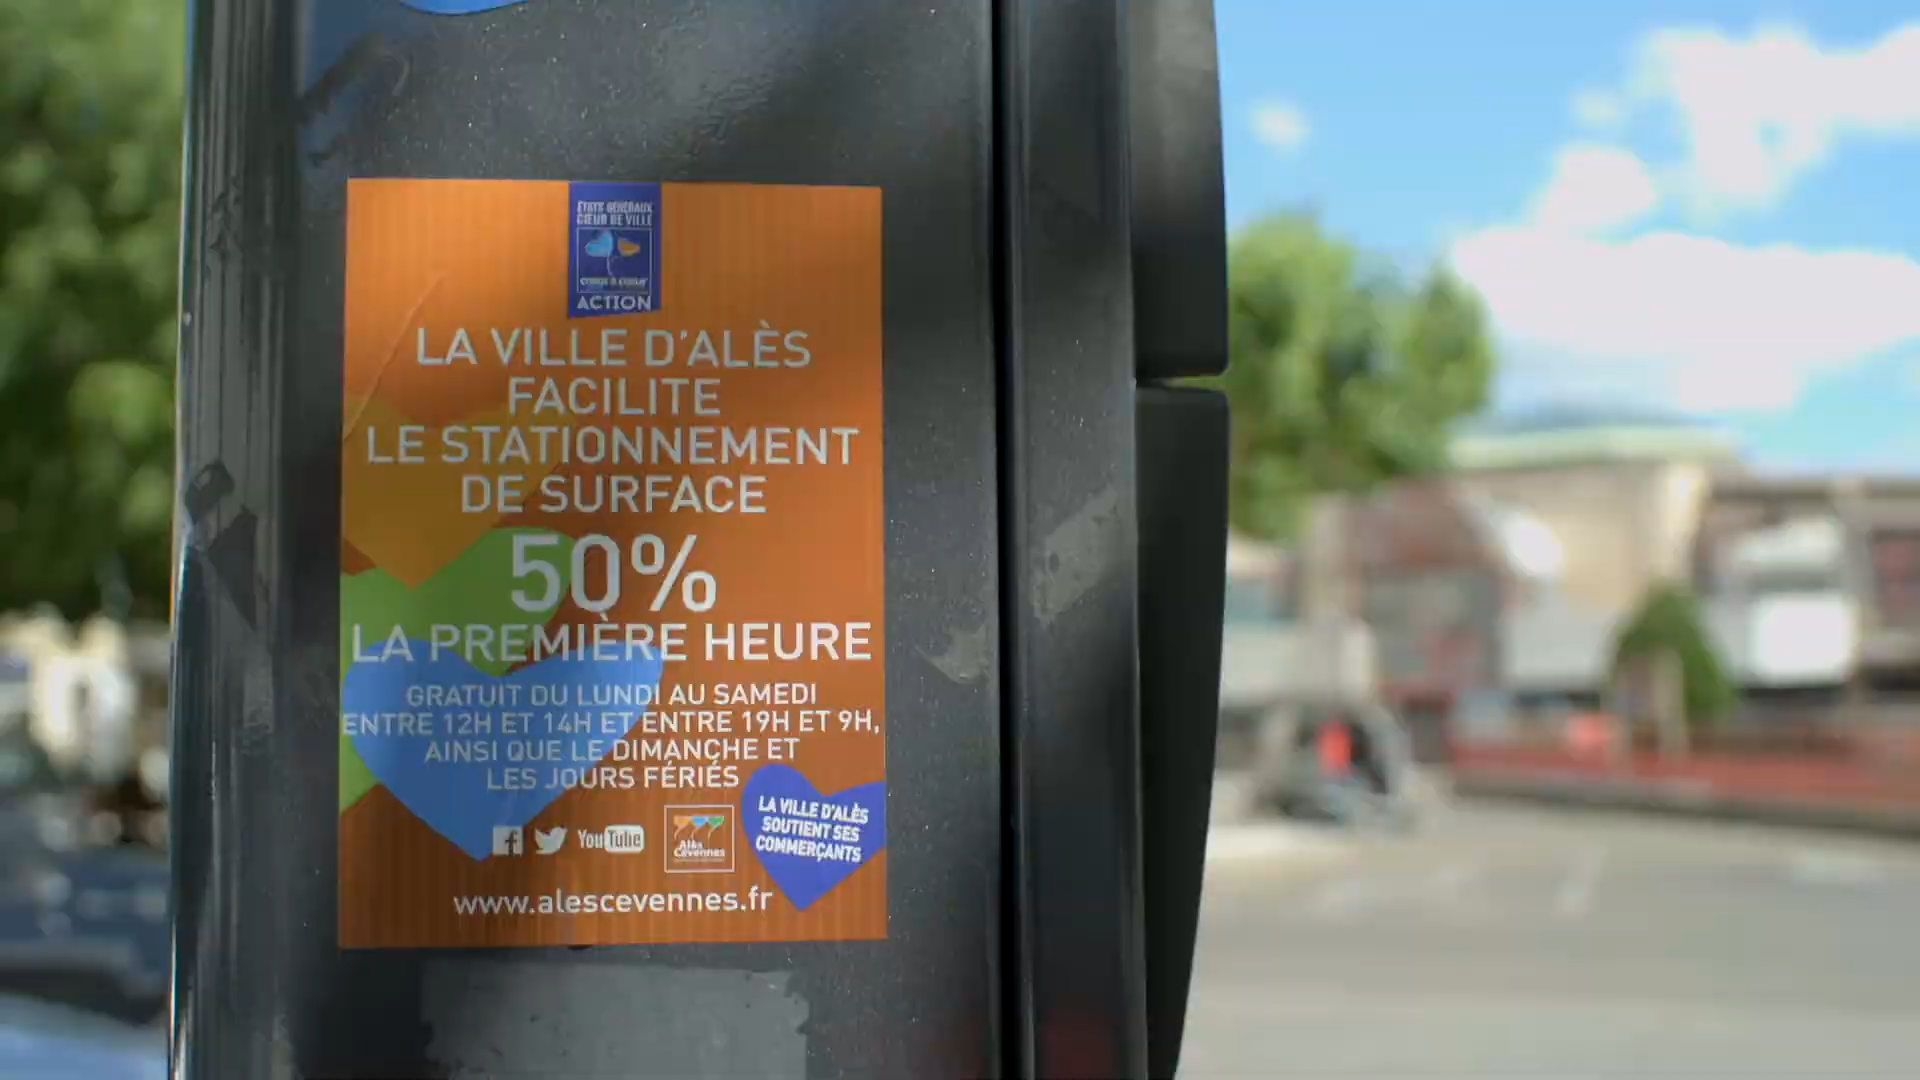 ÉTATS GÉNÉRAUX
CŒUR DE VILLE
ACTION
LA VILLE D'ALÈS
FACILITE
LE STATIONNEMENT
DE SURFACE
50%
LA PREMIÈRE HEURE
GRATUIT DU LUNDI AU SAMEDI
ENTRE 12H ET 14H ET ENTRE 19H ET 9H,
AINSI QUE LE DIMANCHE ET
LES JOURS FÉRIÉS
YouTube
Alès
Cévennes
LA VILLE D'ALÈS
SOUTIENT SES
COMMERÇANTS
www.alescevennes.fr